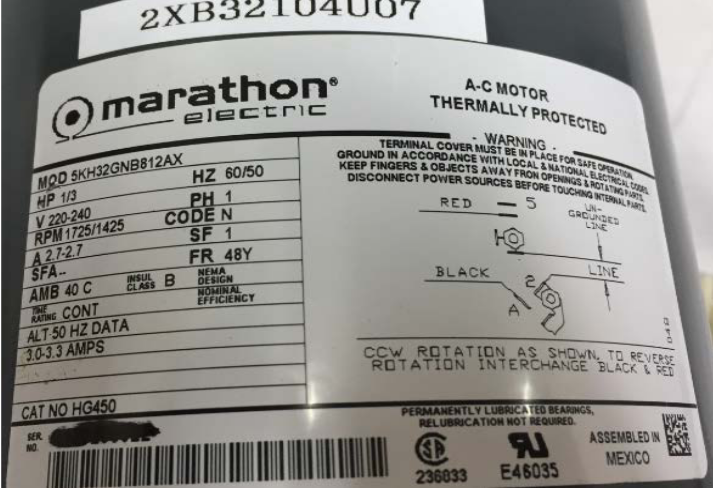 2XB32104U07
marathon®
electric
A-C MOTOR
THERMALLY PROTECTED
MOD 5KH32GNB812AX
HP 1/3 HZ 60/50
V 220-240 PH 1
RPM 1725/1425 CODE N
A 2.7-2.7 SF 1
SFA-- FR 48Y
AMB 40 C INSUL CLASS B NEMA DESIGN
TIME RATING CONT NOMINAL EFFICIENCY
ALT-50 HZ DATA
3.0-3.3 AMPS
CAT NO HG450
SER. NO.
- WARNING -
TERMINAL COVER MUST BE IN PLACE FOR SAFE OPERATION.
GROUND IN ACCORDANCE WITH LOCAL & NATIONAL ELECTRICAL CODES.
KEEP FINGERS & OBJECTS AWAY FROM OPENINGS & ROTATING PARTS.
DISCONNECT POWER SOURCES BEFORE TOUCHING INTERNAL PARTS.
RED 5 UN-
GROUNDED
LINE
BLACK 2 LINE
A
040
CCW ROTATION AS SHOWN, TO REVERSE
ROTATION INTERCHANGE BLACK & RED
PERMANENTLY LUBRICATED BEARINGS,
RELUBRICATION NOT REQUIRED.
236033 E46035
ASSEMBLED IN
MEXICO